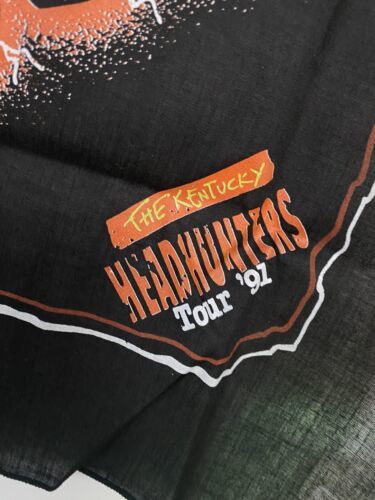 THE KENTUCKY
HEADHUNTERS
Tour '91